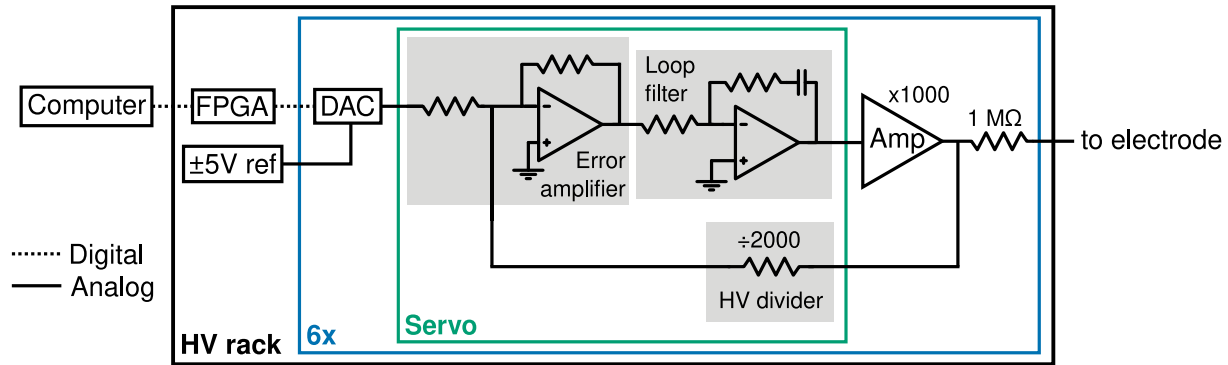 Computer
FPGA
DAC
±5V ref
Digital
Analog
HV rack
6x
Servo
Error
amplifier
Loop
filter
÷2000
HV divider
x1000
Amp
1 MΩ
to electrode
−
+
−
+